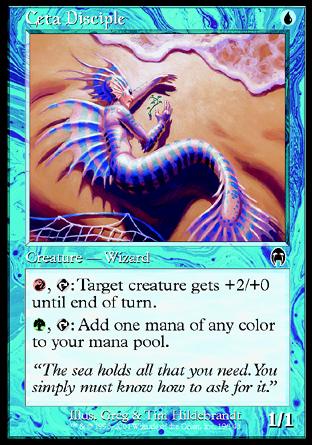 Ceta Disciple
Creature — Wizard
, : Target creature gets +2/+0
until end of turn.
, : Add one mana of any color
to your mana pool.
"The sea holds all that you need. You
simply must know how to ask for it."
Illus. Greg & Tim Hildebrandt
1/1